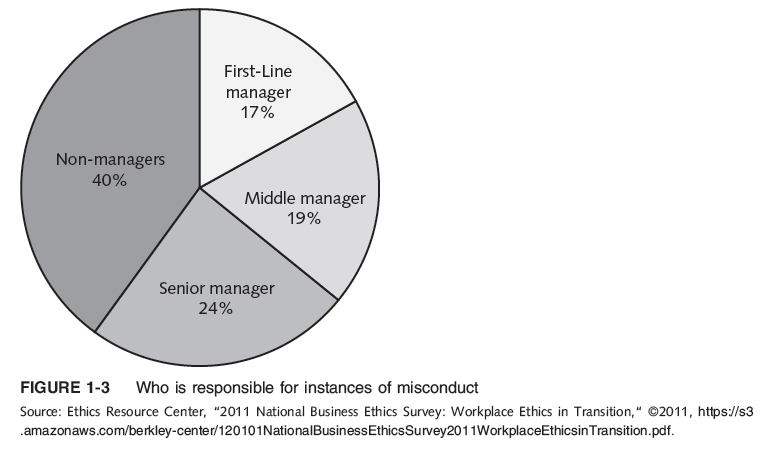 First-Line
manager
17%
Non-managers
40%
Middle manager
19%
Senior manager
24%
FIGURE 1-3 Who is responsible for instances of misconduct
Source: Ethics Resource Center, “2011 National Business Ethics Survey: Workplace Ethics in Transition,“ ©2011, https://s3
.amazonaws.com/berkley-center/120101NationalBusinessEthicsSurvey2011WorkplaceEthicsinTransition.pdf.